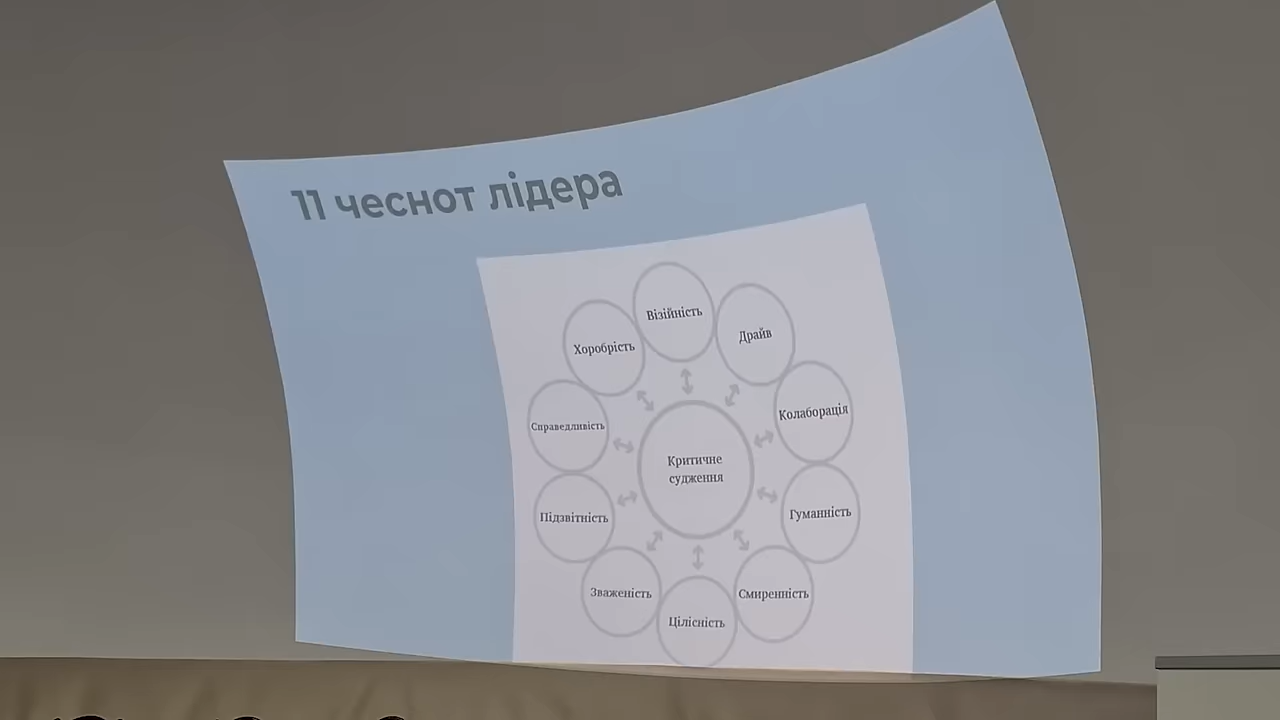 11 чеснот лідера
Візійність
Драйв
Колаборація
Гуманність
Смиренність
Цілісність
Зваженість
Підзвітність
Справедливість
Хоробрість
Критичне
судження